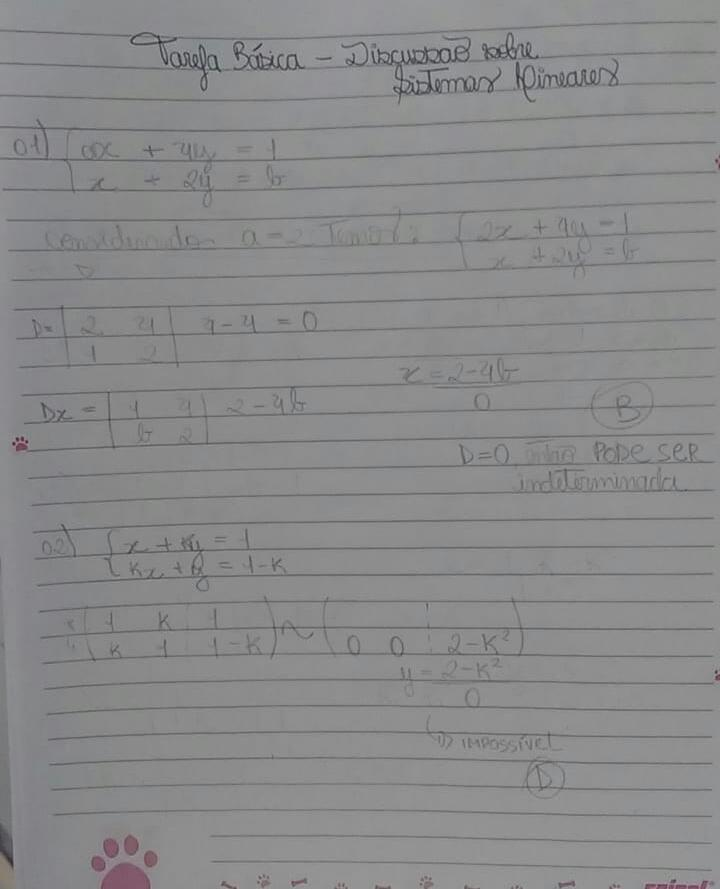 Tarefa Básica - Discussão sobre
Sistemas Lineares
01) { ax + 4y = 1
{ x + 2y = b
a = 2 Temos: { 2x + 4y = 1
{ x + 2y = b
D = | 2 4 | 4 - 4 = 0
| 1 2 |
x = 2 - 4b
0
Dx = | 1 4 | 2 - 4b
| b 2 |
B
D=0, PODE SER
indeterminada
02) { x + Ky = 1
{ Kx + y = 1-K
( 1 K 1
( K 1 1-K ) ~ ( 0 0 2-K² )
y = 2-K²
0
IMPOSSÍVEL
D